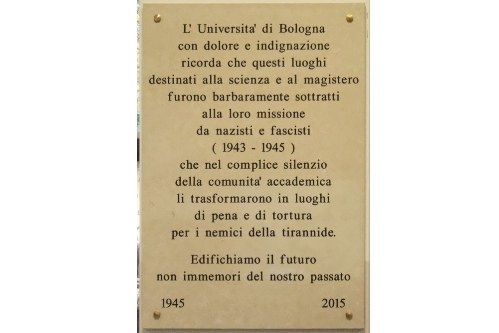 L' Universita' di Bologna
con dolore e indignazione
ricorda che questi luoghi
destinati alla scienza e al magistero
furono barbaramente sottratti
alla loro missione
da nazisti e fascisti
( 1943 - 1945 )
che nel complice silenzio
della comunita' accademica
li trasformarono in luoghi
di pena e di tortura
per i nemici della tirannide.
Edifichiamo il futuro
non immemori del nostro passato
1945 2015